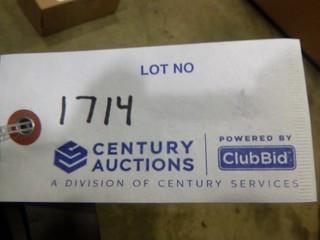 LOT NO
1714
CENTURY
AUCTIONS
POWERED BY
ClubBid
A DIVISION OF CENTURY SERVICES